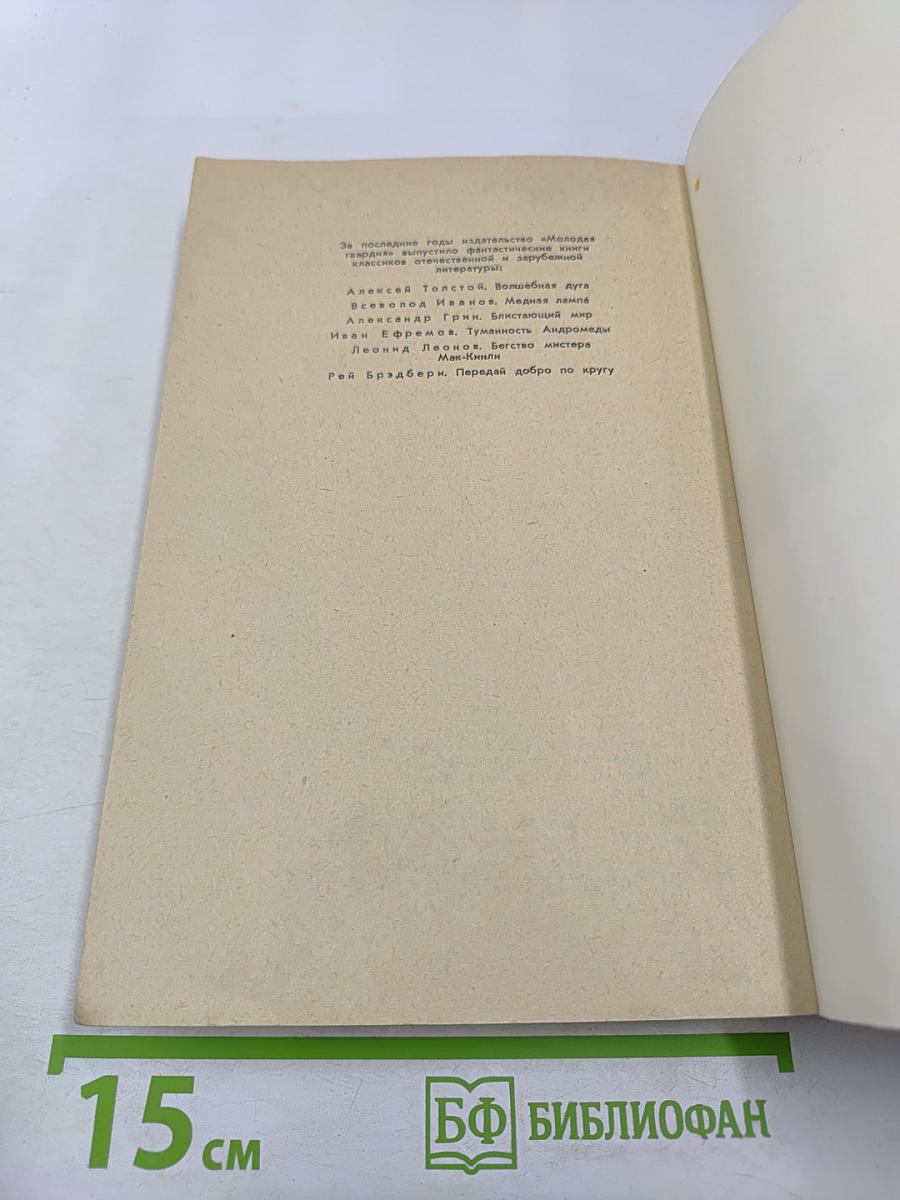 За последние годы издательство «Молодая
гвардия» выпустило фантастические книги
классиков отечественной и зарубежной
литературы:
Алексей Толстой. Волшебная дуга
Всеволод Иванов. Медная лампа
Александр Грин. Блистающий мир
Иван Ефремов. Туманность Андромеды
Леонид Леонов. Бегство мистера
Мак-Кинли
Рей Брэдбери. Передай добро по кругу
15 см
БФ БИБЛИОФАН